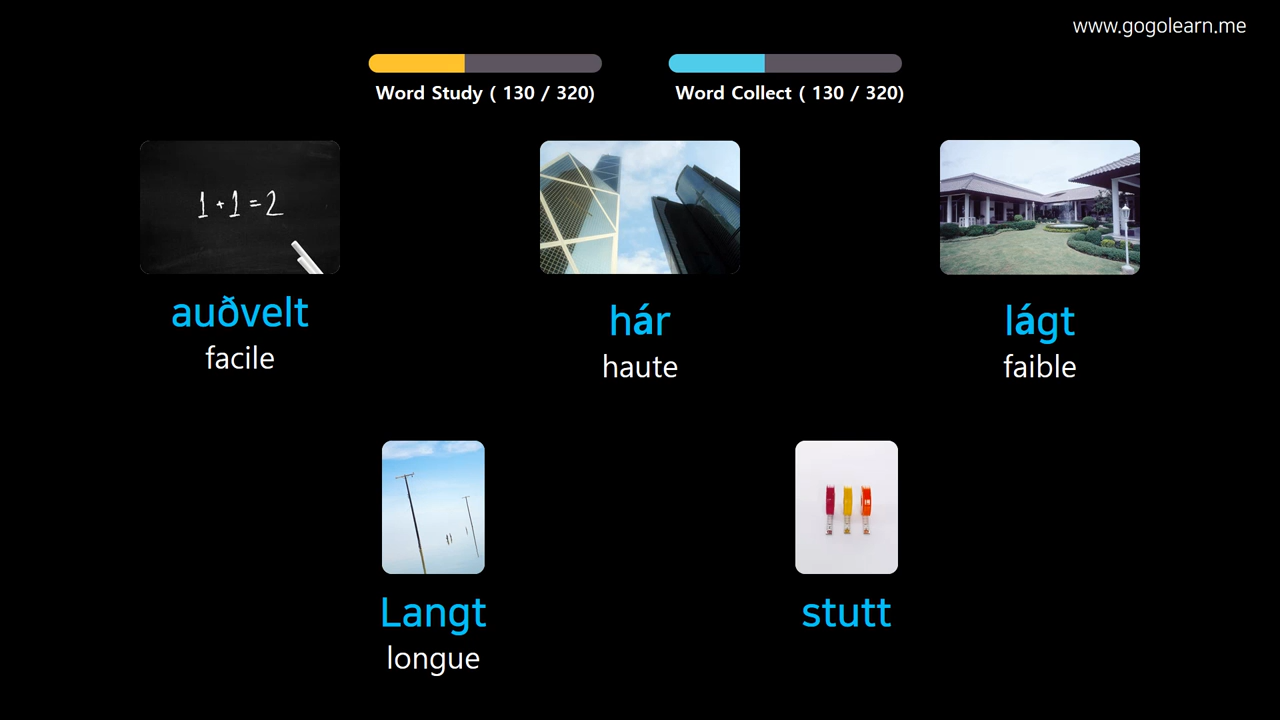 www.gogolearn.me
Word Study ( 130 / 320)
Word Collect ( 130 / 320)
1 + 1 = 2
auðvelt
facile
hár
haute
lágt
faible
Langt
longue
stutt